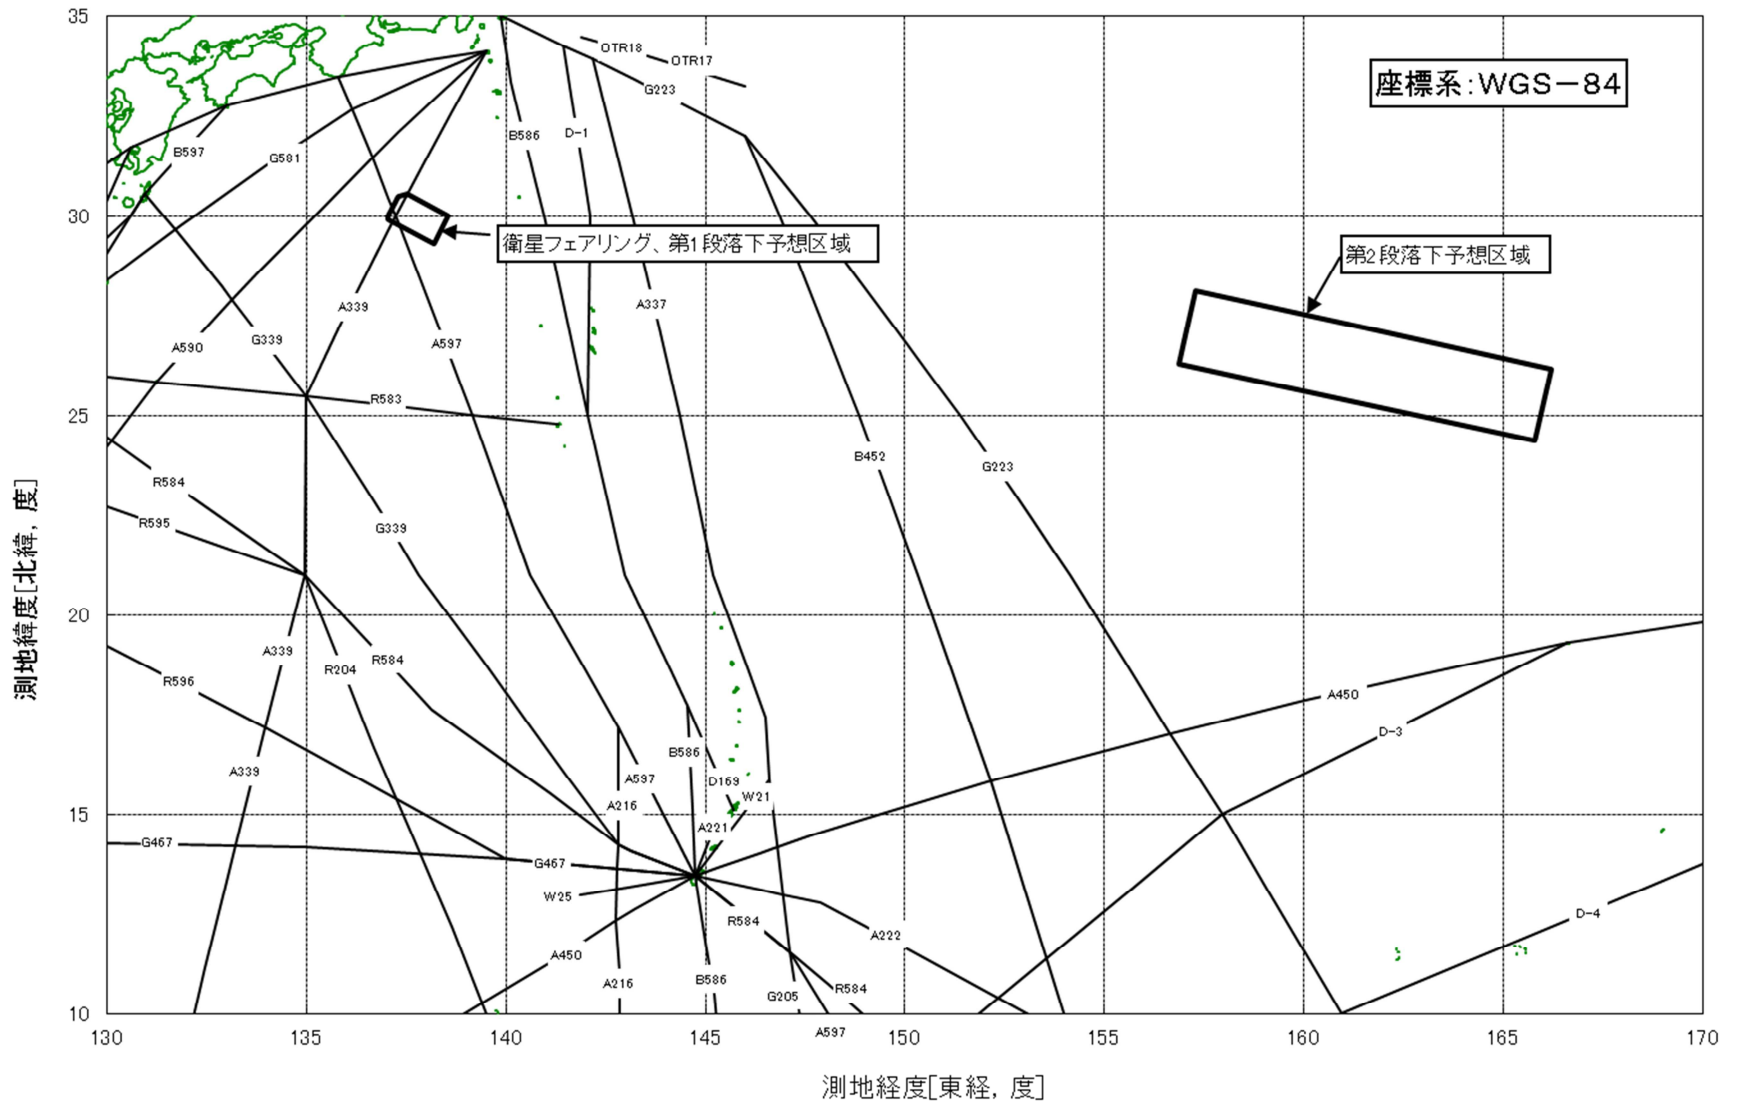 35
OTR18
OTR17
G223
座標系：WGS－84
B586
D-1
B597
G581
30
衛星フェアリング、第1段落下予想区域
第2段落下予想区域
A339
A337
G339
A597
A590
R583
25
B452
G223
R584
R595
G339
測地緯度[北緯, 度]
20
A339
R204
R584
R596
A450
D-3
B586
A339
A597
D169
W21
A216
15
A221
G467
G467
W25
R584
D-4
A222
A450
A216
B586
G205
R584
10
A597
130
135
140
145
150
155
160
165
170
測地経度[東経, 度]